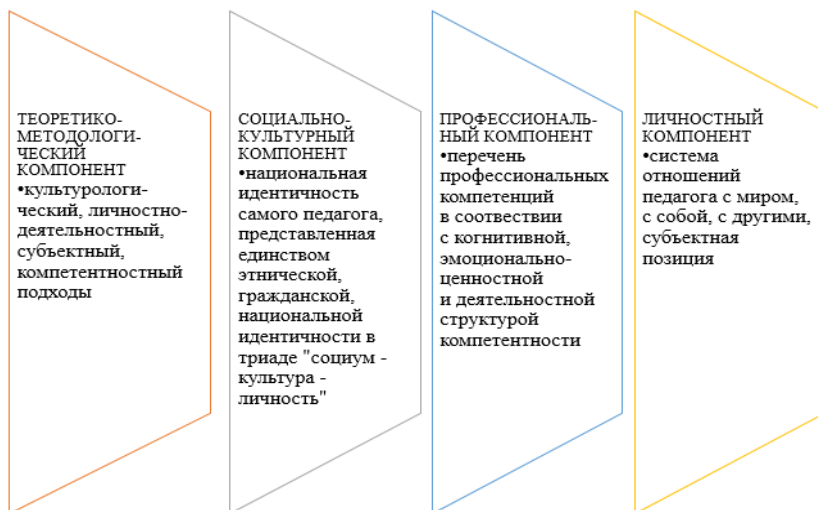 ТЕОРЕТИКО-
МЕТОДОЛОГИ-
ЧЕСКИЙ
КОМПОНЕНТ
•культурологи-
ческий, личностно-
деятельностный,
субъектный,
компетентностный
подходы
СОЦИАЛЬНО-
КУЛЬТУРНЫЙ
КОМПОНЕНТ
•национальная
идентичность
самого педагога,
представленная
единством
этнической,
гражданской,
национальной
идентичности в
триаде "социум -
культура -
личность"
ПРОФЕССИОНАЛЬ-
НЫЙ КОМПОНЕНТ
•перечень
профессиональных
компетенций
в соотвествии
с когнитивной,
эмоционально-
ценностной
и деятельностной
структурой
компетентности
ЛИЧНОСТНЫЙ
КОМПОНЕНТ
•система
отношений
педагога с миром,
с собой, с другими,
субъектная
позиция